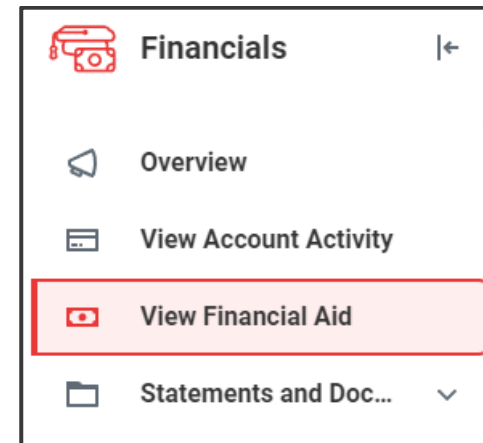 Financials
Overview
View Account Activity
View Financial Aid
Statements and Doc...